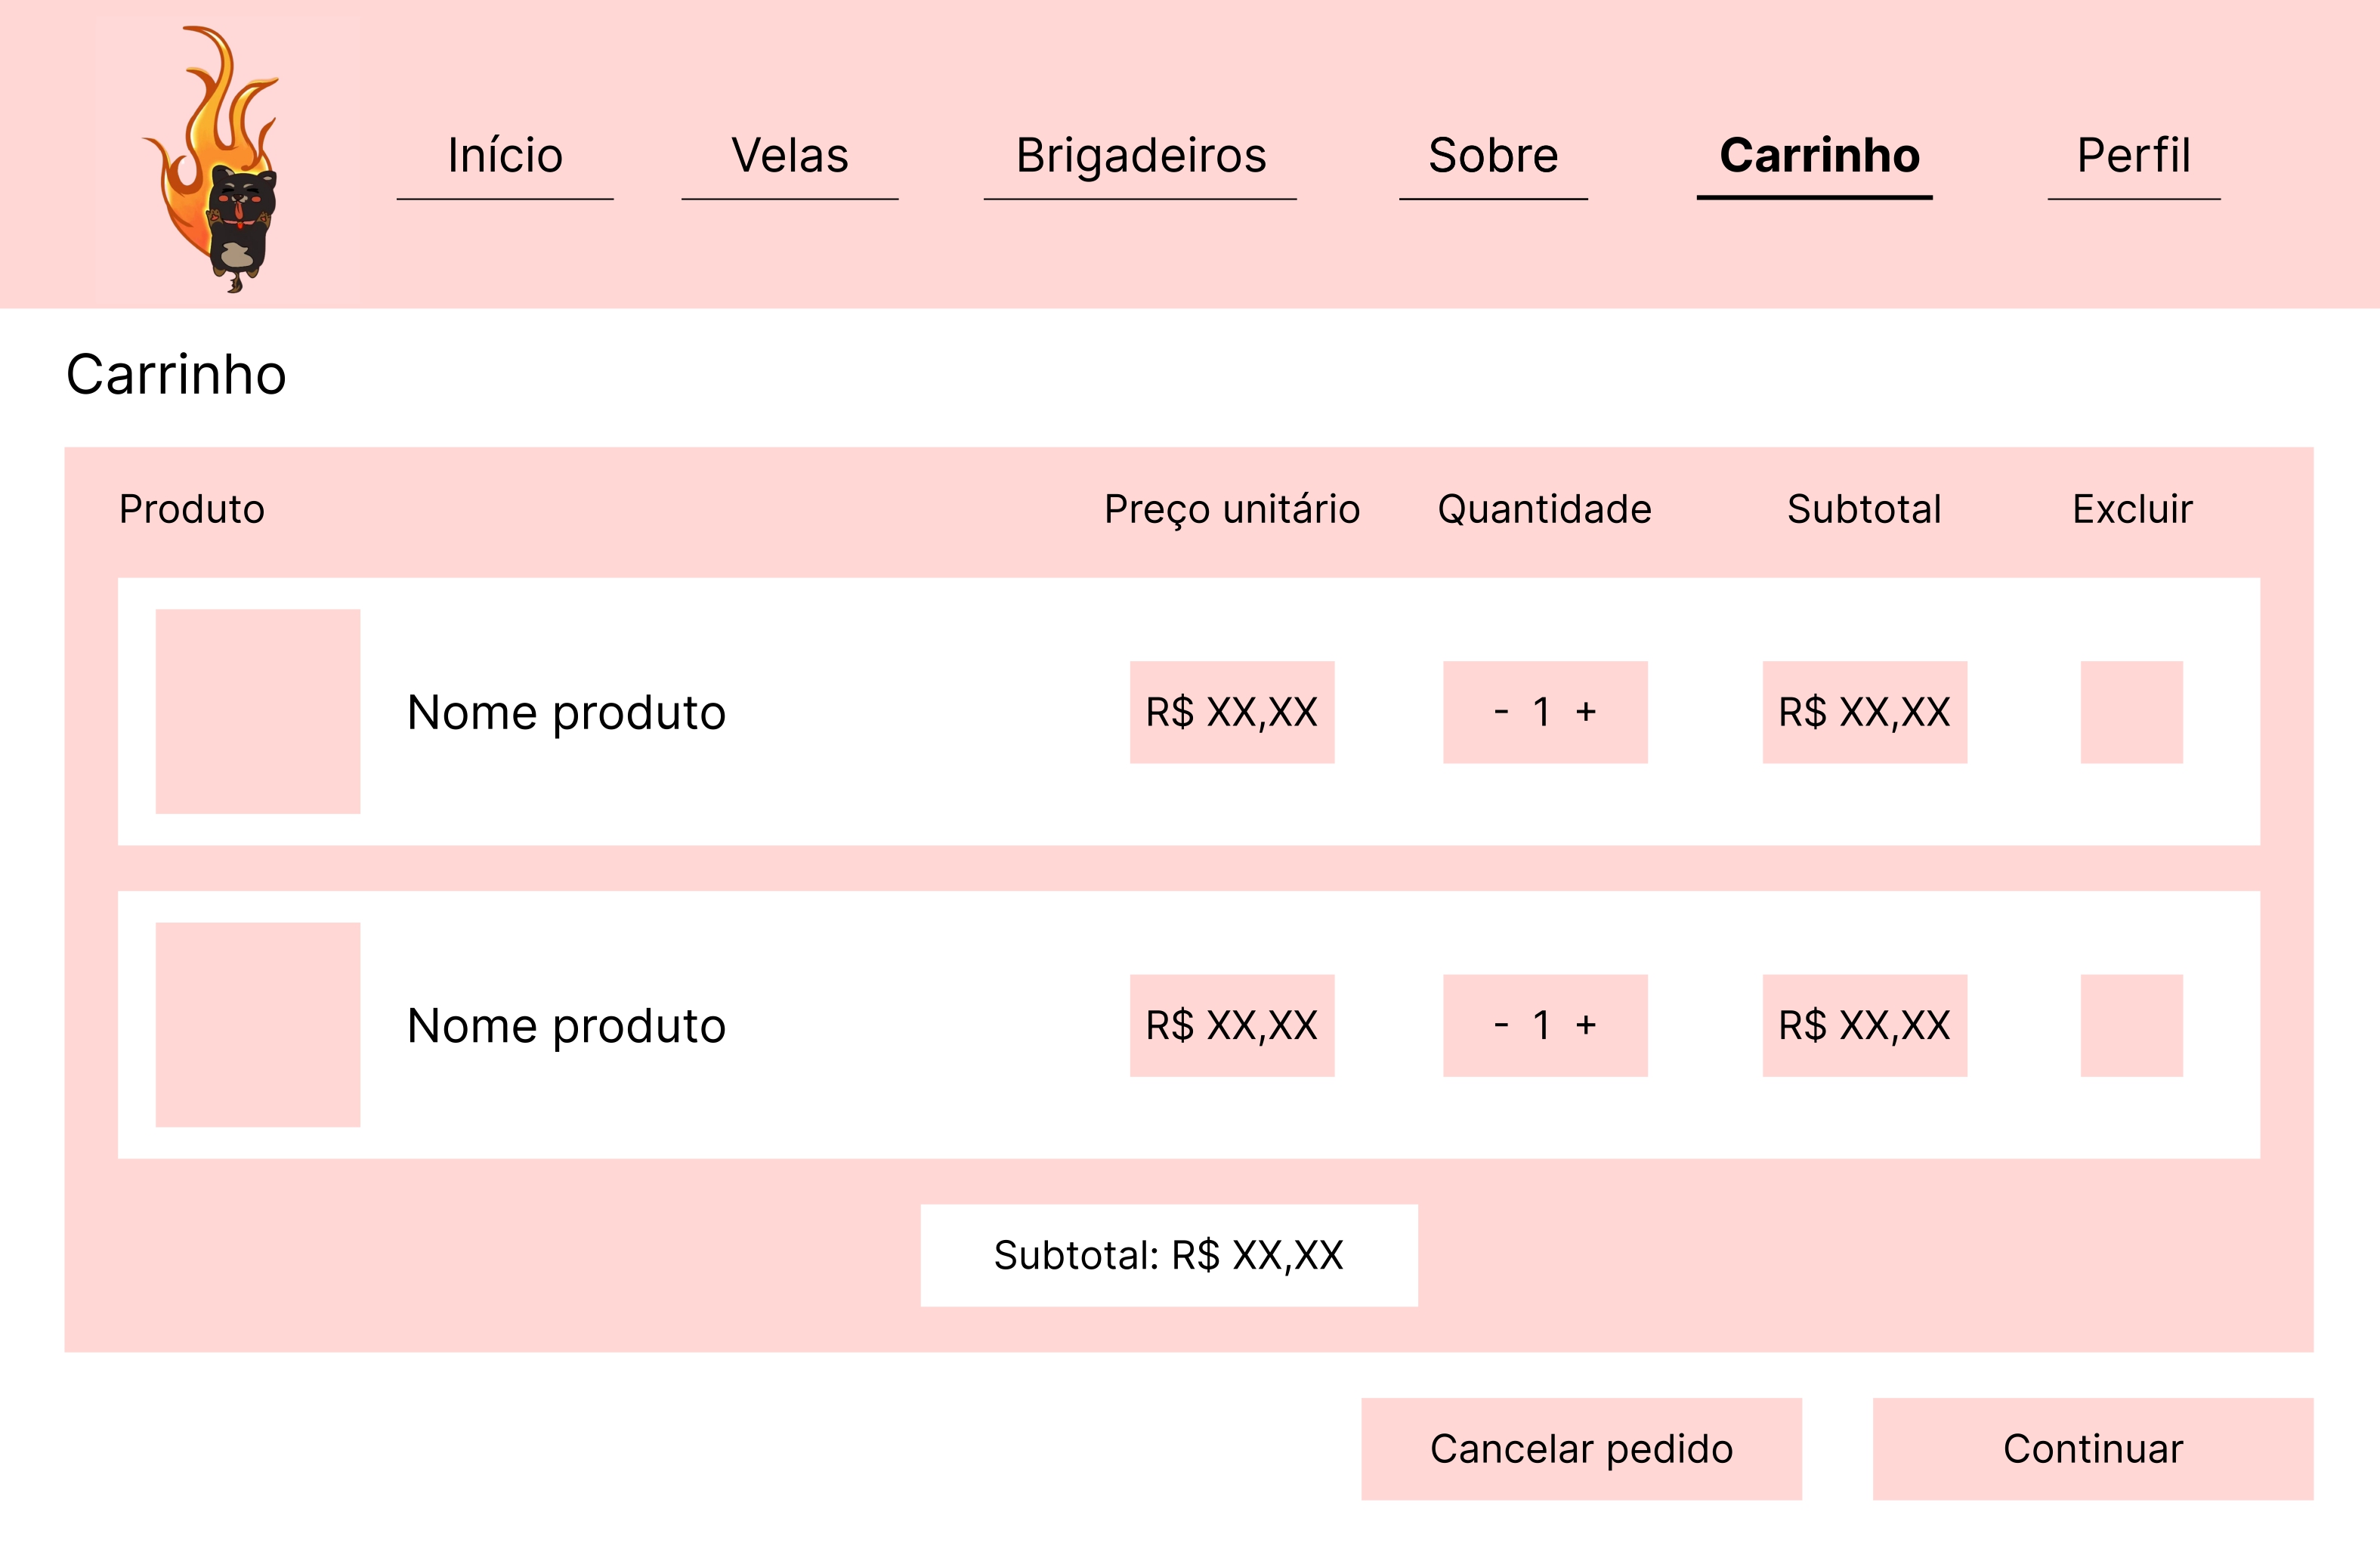 Início Velas Brigadeiros Sobre Carrinho Perfil
Carrinho
Produto Preço unitário Quantidade Subtotal Excluir
Nome produto R$ XX,XX - 1 + R$ XX,XX
Nome produto R$ XX,XX - 1 + R$ XX,XX
Subtotal: R$ XX,XX
Cancelar pedido Continuar